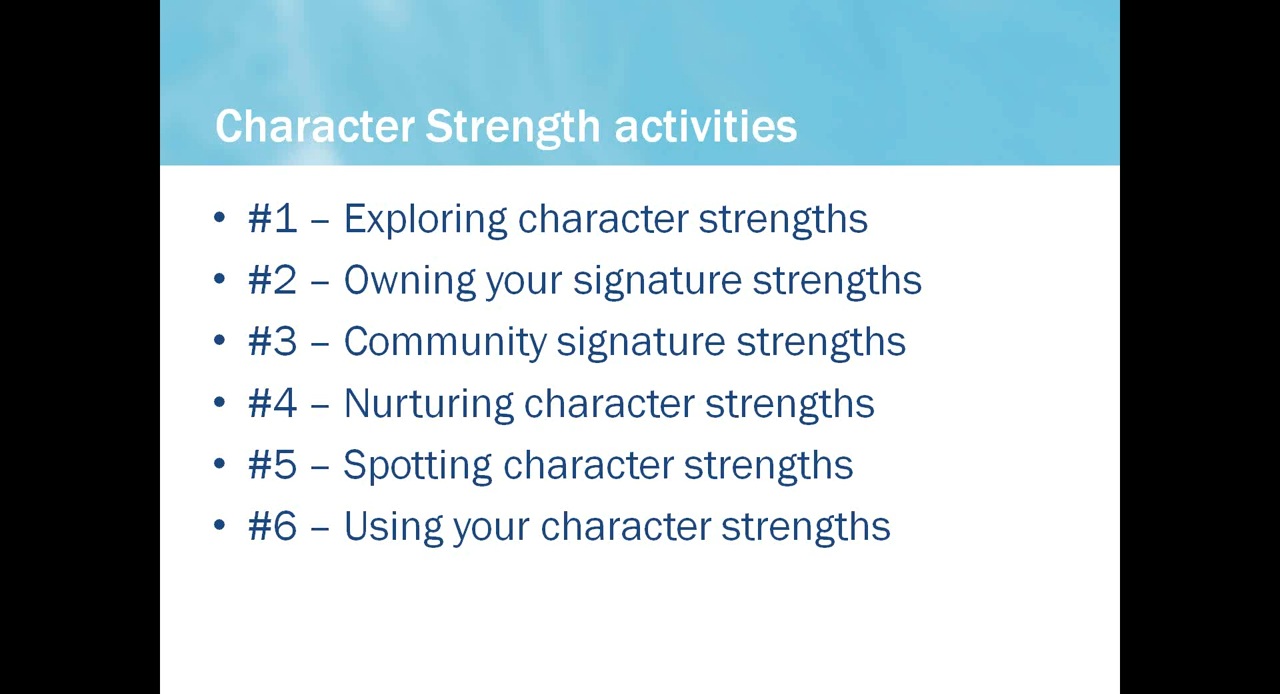 Character Strength activities
• #1 – Exploring character strengths
• #2 – Owning your signature strengths
• #3 – Community signature strengths
• #4 – Nurturing character strengths
• #5 – Spotting character strengths
• #6 – Using your character strengths